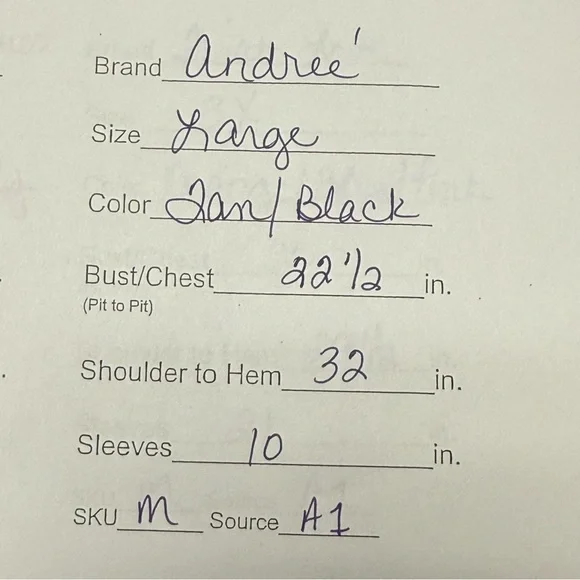 Brand Andreé
Size Large
Color Tan/Black
Bust/Chest 22 1/2 in.
(Pit to Pit)
Shoulder to Hem 32 in.
Sleeves 10 in.
SKU M Source A1